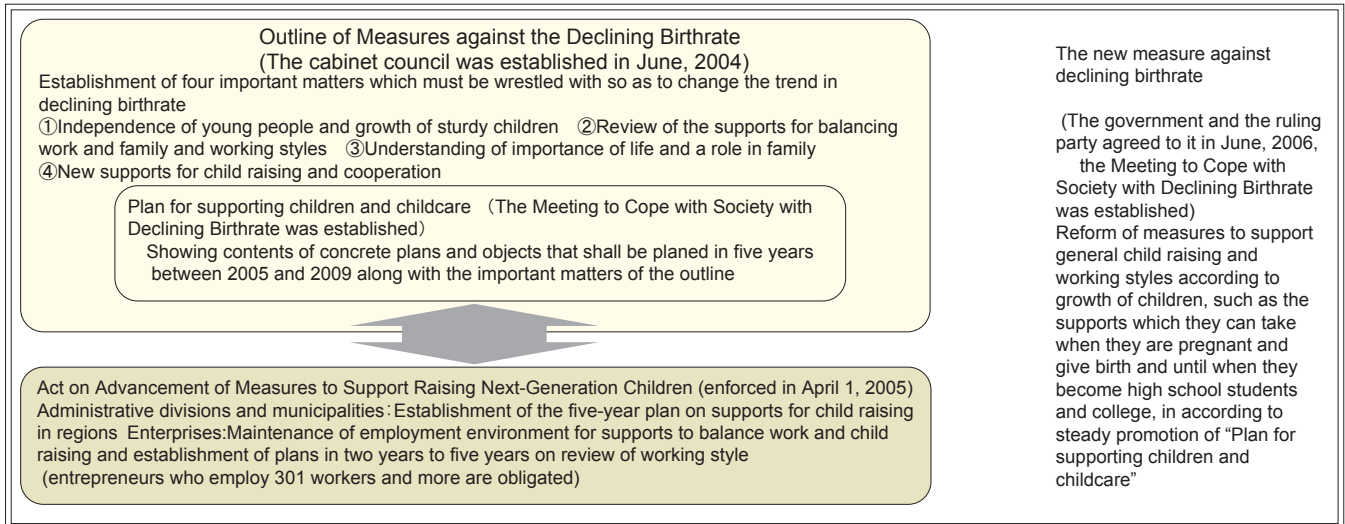 Outline of Measures against the Declining Birthrate
(The cabinet council was established in June, 2004)
Establishment of four important matters which must be wrestled with so as to change the trend in
declining birthrate
①Independence of young people and growth of sturdy children ②Review of the supports for balancing
work and family and working styles ③Understanding of importance of life and a role in family
④New supports for child raising and cooperation
Plan for supporting children and childcare （The Meeting to Cope with Society with
Declining Birthrate was established）
Showing contents of concrete plans and objects that shall be planed in five years
between 2005 and 2009 along with the important matters of the outline
Act on Advancement of Measures to Support Raising Next-Generation Children (enforced in April 1, 2005)
Administrative divisions and municipalities：Establishment of the five-year plan on supports for child raising
in regions Enterprises:Maintenance of employment environment for supports to balance work and child
raising and establishment of plans in two years to five years on review of working style
(entrepreneurs who employ 301 workers and more are obligated)
The new measure against
declining birthrate
(The government and the ruling
party agreed to it in June, 2006,
the Meeting to Cope with
Society with Declining Birthrate
was established)
Reform of measures to support
general child raising and
working styles according to
growth of children, such as the
supports which they can take
when they are pregnant and
give birth and until when they
become high school students
and college, in according to
steady promotion of “Plan for
supporting children and
childcare”